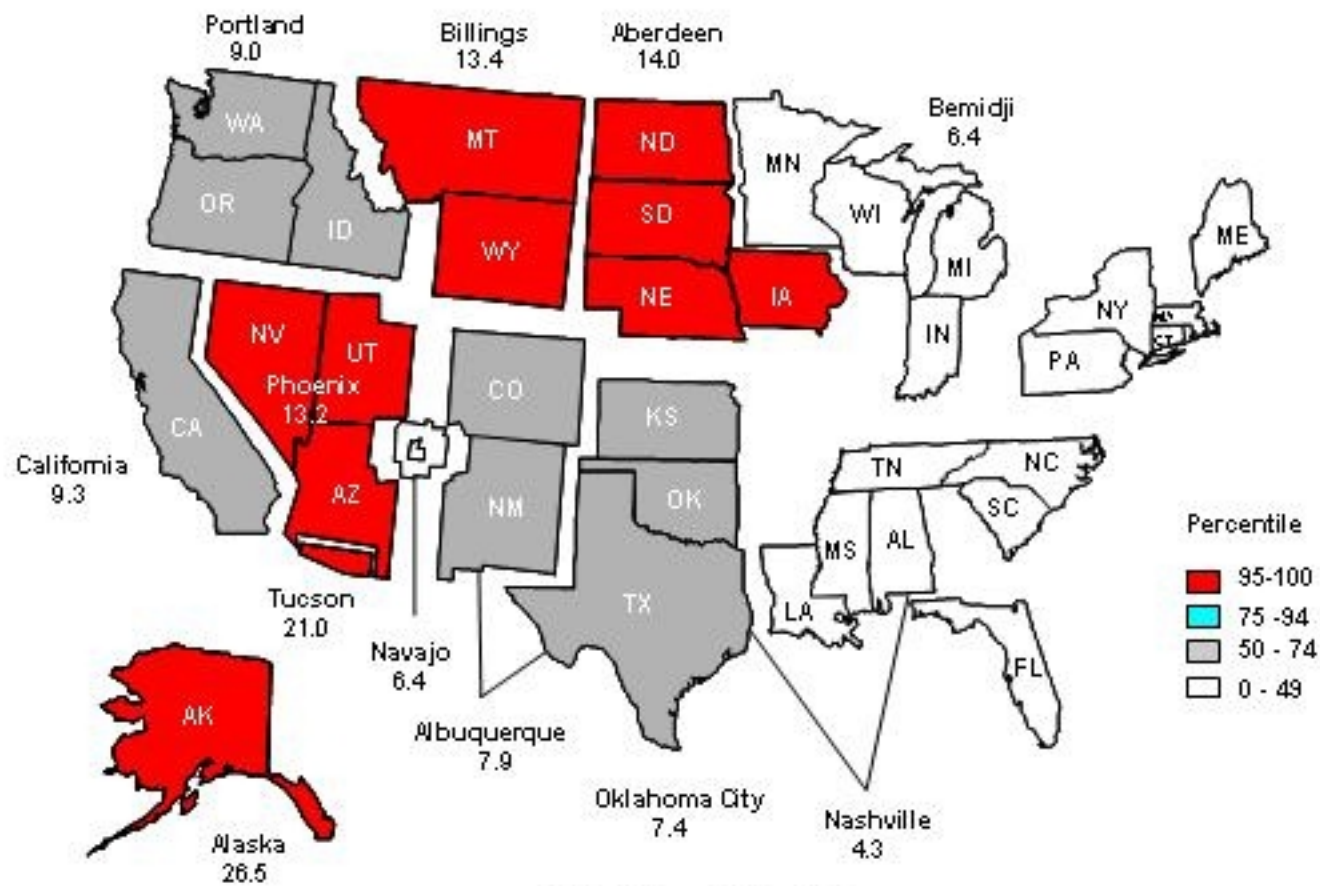 Portland
9.0
Billings
13.4
Aberdeen
14.0
Bemidji
6.4
WA
MT
ND
MN
OR
ID
WY
SD
WI
MI
ME
NE
IA
IN
NY
PA
CT
NV
UT
Phoenix
13.2
CO
KS
CA
California
9.3
AZ
NM
OK
TN
NC
SC
MS
AL
LA
TX
FL
Percentile
95-100
75 -94
50 - 74
0 - 49
Tucson
21.0
Navajo
6.4
AK
Alaska
26.5
Albuquerque
7.9
Oklahoma City
7.4
Nashville
4.3